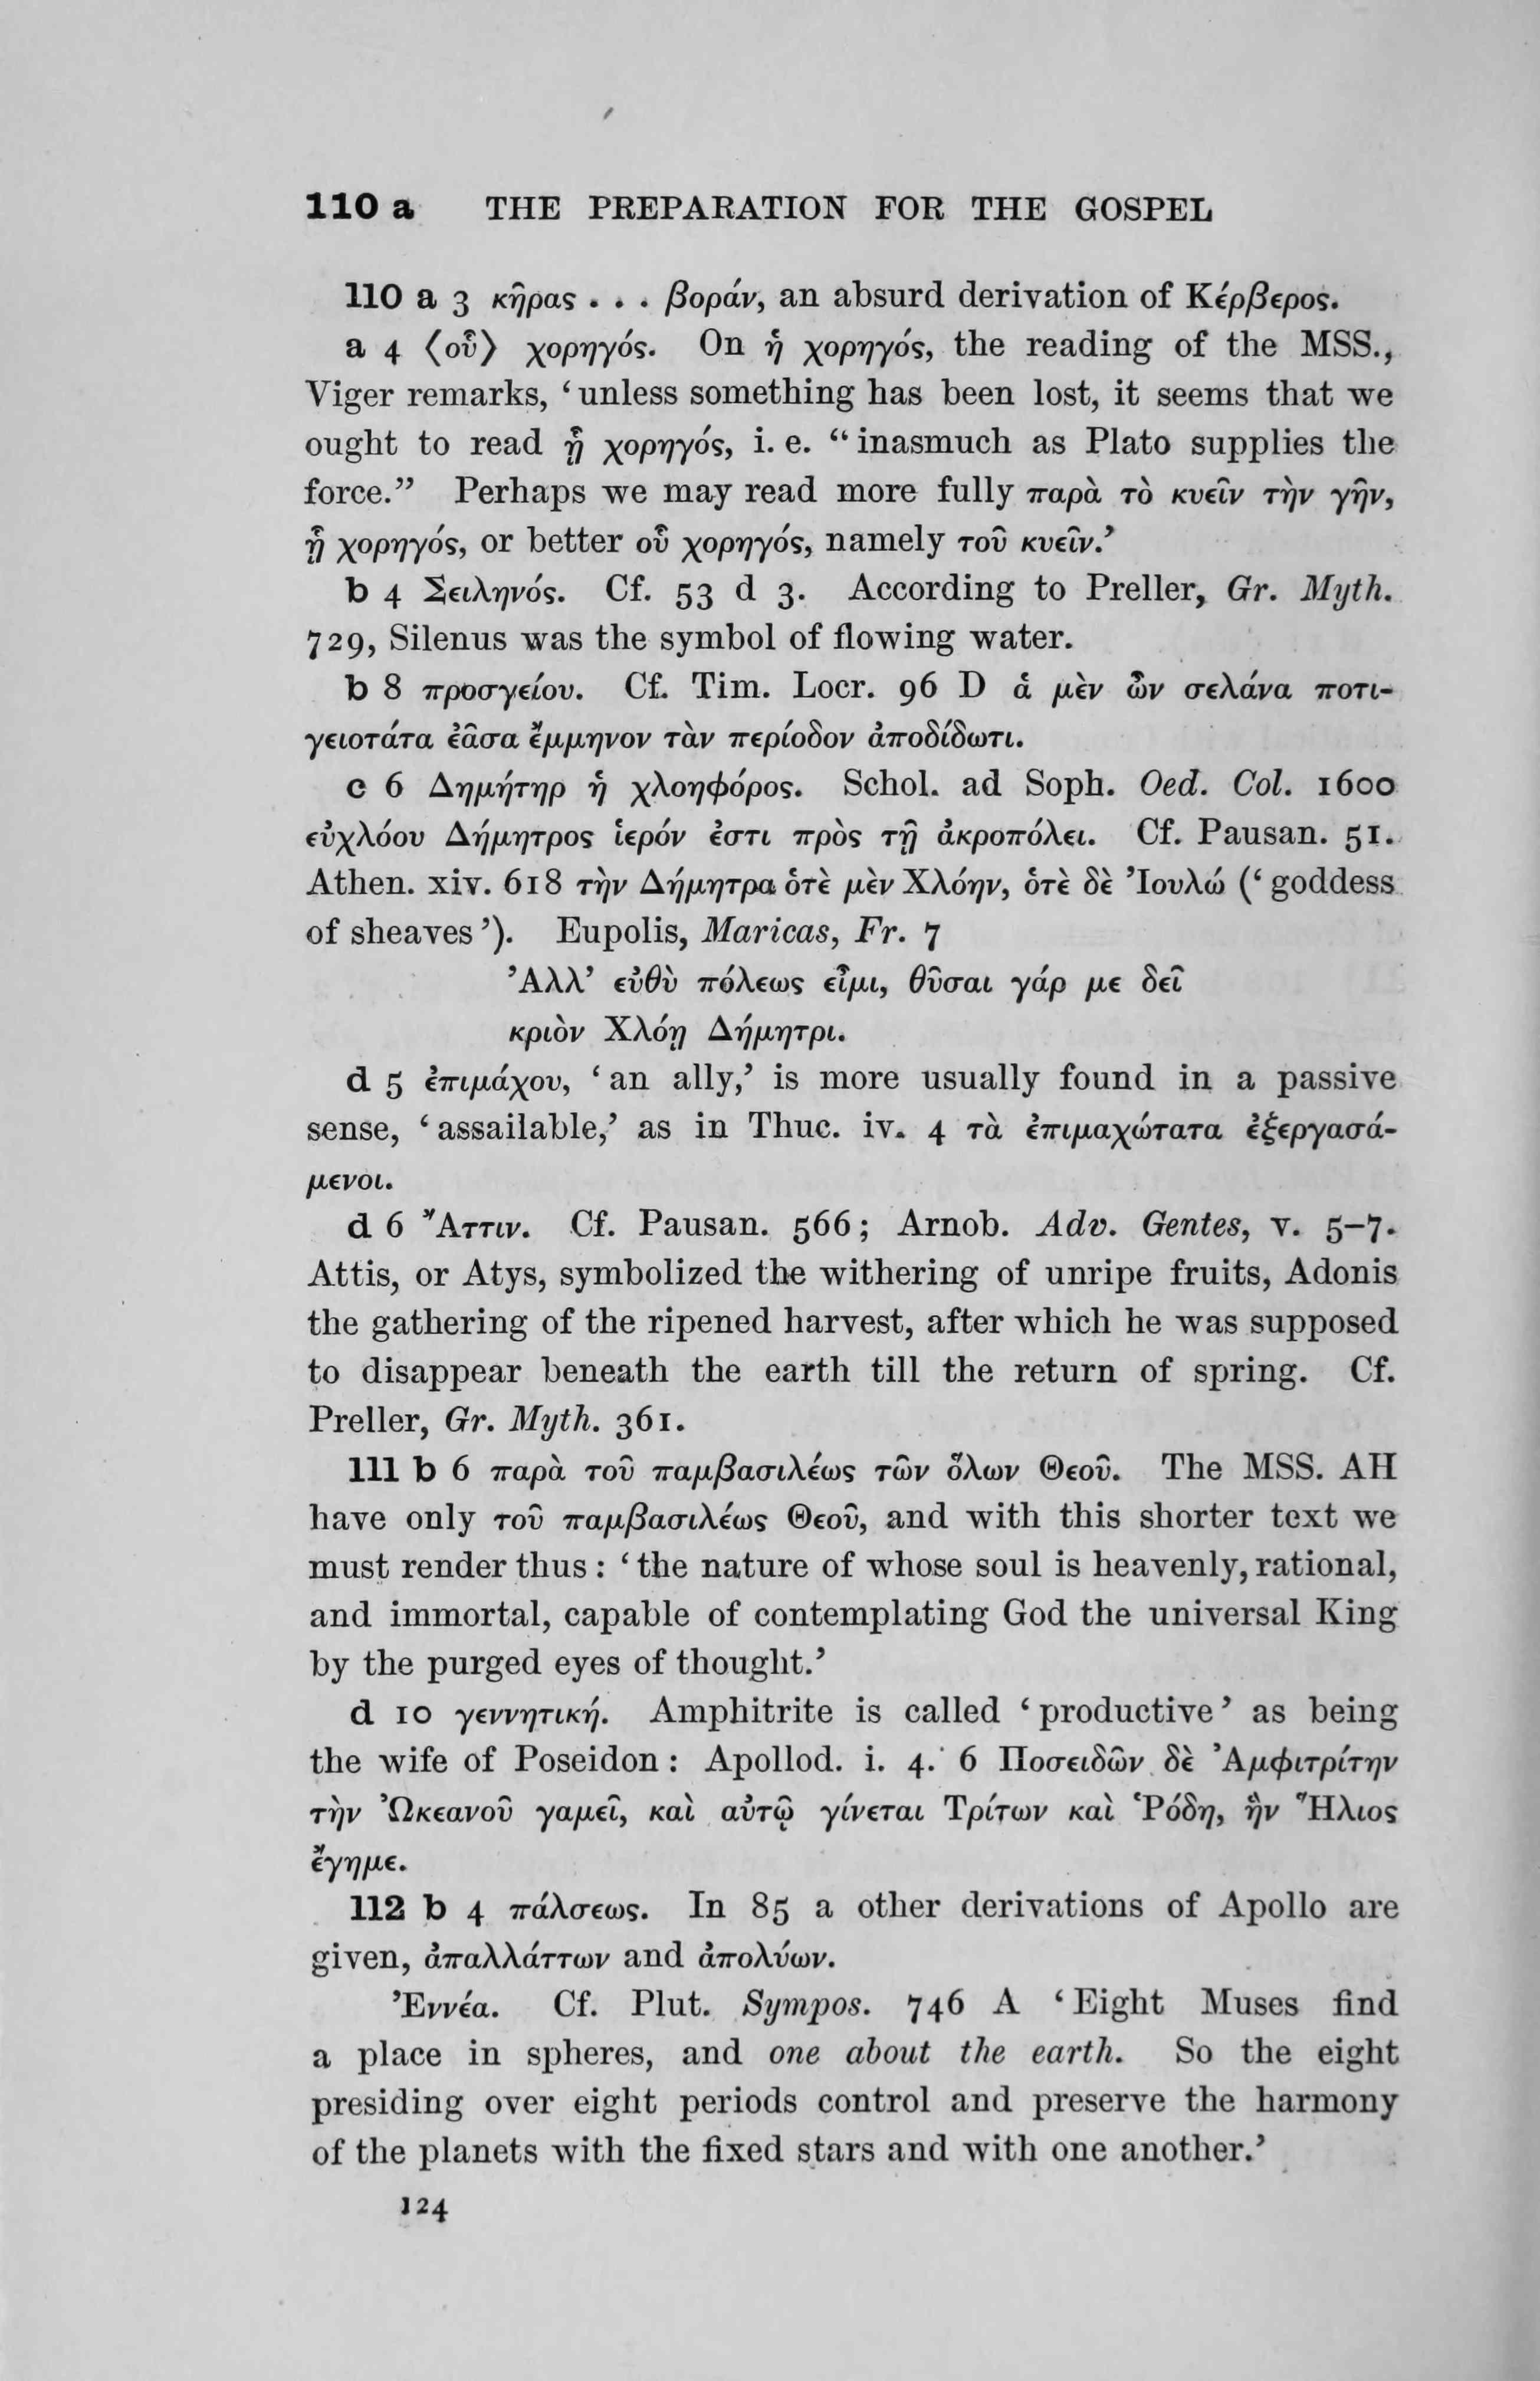 110 a THE PREPARATION FOR THE GOSPEL
110 a 3 κῆρας . . . βοράν, an absurd derivation of Κέρβερος.
a 4 ⟨οὗ⟩ χορηγός. On ἡ χορηγός, the reading of the MSS.,
Viger remarks, ‘unless something has been lost, it seems that we
ought to read ᾗ χορηγός, i. e. “inasmuch as Plato supplies the
force.” Perhaps we may read more fully παρὰ τὸ κυεῖν τὴν γῆν,
ᾗ χορηγός, or better οὗ χορηγός, namely τοῦ κυεῖν.’
b 4 Σειληνός. Cf. 53 d 3. According to Preller, Gr. Myth.
729, Silenus was the symbol of flowing water.
b 8 προσγείου. Cf. Tim. Locr. 96 D ἁ μὲν ὦν σελάνα ποτι-
γειοτάτα ἐᾶσα ἔμμηνον τὰν περίοδον ἀποδίδωτι.
c 6 Δημήτηρ ἡ χλοηφόρος. Schol. ad Soph. Oed. Col. 1600
εὐχλόου Δήμητρος ἱερόν ἐστι πρὸς τῇ ἀκροπόλει. Cf. Pausan. 51.
Athen. xiv. 618 τὴν Δήμητρα ὁτὲ μὲν Χλόην, ὁτὲ δὲ Ἰουλώ (‘goddess
of sheaves’). Eupolis, Maricas, Fr. 7
Ἀλλ’ εὐθὺ πόλεως εἶμι, θῦσαι γάρ με δεῖ
κριὸν Χλόῃ Δήμητρι.
d 5 ἐπιμάχου, ‘an ally,’ is more usually found in a passive
sense, ‘assailable,’ as in Thuc. iv. 4 τὰ ἐπιμαχώτατα ἐξεργασά-
μενοι.
d 6 Ἄττιν. Cf. Pausan. 566; Arnob. Adv. Gentes, v. 5–7.
Attis, or Atys, symbolized the withering of unripe fruits, Adonis
the gathering of the ripened harvest, after which he was supposed
to disappear beneath the earth till the return of spring. Cf.
Preller, Gr. Myth. 361.
111 b 6 παρὰ τοῦ παμβασιλέως τῶν ὅλων Θεοῦ. The MSS. AH
have only τοῦ παμβασιλέως Θεοῦ, and with this shorter text we
must render thus: ‘the nature of whose soul is heavenly, rational,
and immortal, capable of contemplating God the universal King
by the purged eyes of thought.’
d 10 γεννητική. Amphitrite is called ‘productive’ as being
the wife of Poseidon: Apollod. i. 4. 6 Ποσειδῶν δὲ Ἀμφιτρίτην
τὴν Ὠκεανοῦ γαμεῖ, καὶ αὐτῷ γίνεται Τρίτων καὶ Ῥόδη, ἣν Ἥλιος
ἔγημε.
112 b 4 πάλσεως. In 85 a other derivations of Apollo are
given, ἀπαλλάττων and ἀπολύων.
Ἐννέα. Cf. Plut. Sympos. 746 A ‘Eight Muses find
a place in spheres, and one about the earth. So the eight
presiding over eight periods control and preserve the harmony
of the planets with the fixed stars and with one another.’
124